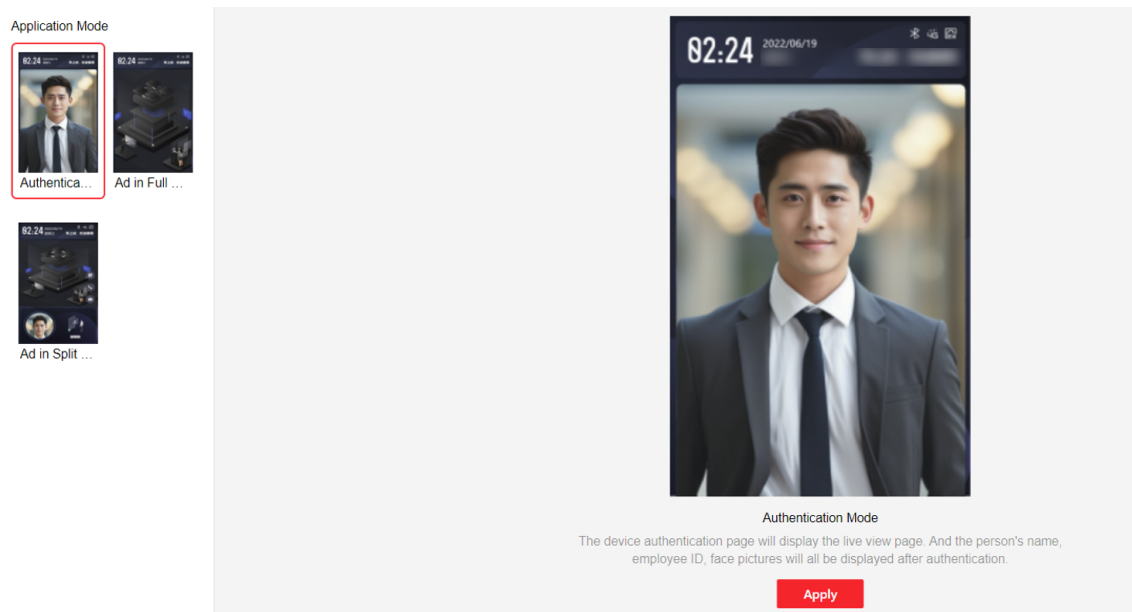 Application Mode
02:24
02:24
Authentica...
Ad in Full ...
02:24
Ad in Split ...
02:24 2022/06/19
Authentication Mode
The device authentication page will display the live view page. And the person's name,
employee ID, face pictures will all be displayed after authentication.
Apply